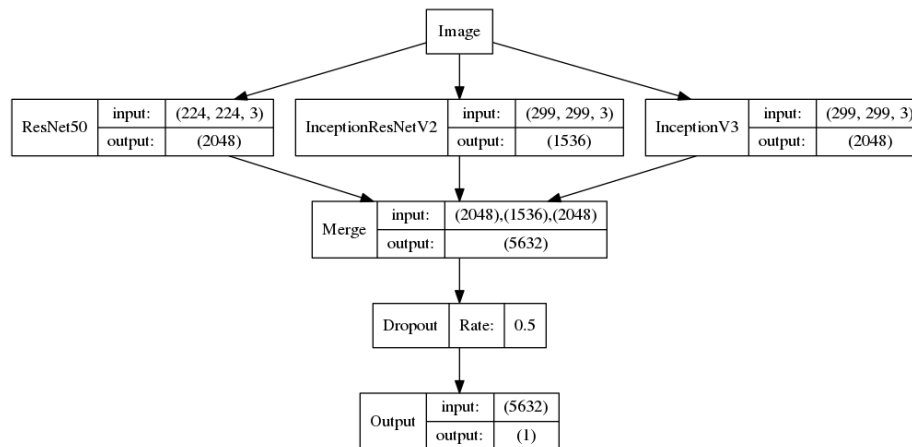 Image
ResNet50
input:
(224, 224, 3)
output:
(2048)
InceptionResNetV2
input:
(299, 299, 3)
output:
(1536)
InceptionV3
input:
(299, 299, 3)
output:
(2048)
Merge
input:
(2048),(1536),(2048)
output:
(5632)
Dropout
Rate:
0.5
Output
input:
(5632)
output:
(1)